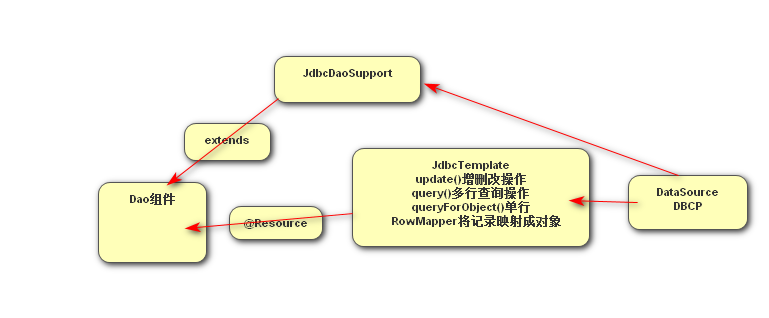 JdbcDaoSupport
extends
JdbcTemplate
update()增删改操作
query()多行查询操作
queryForObject()单行
RowMapper将记录映射成对象
Dao组件
@Resource
DataSource
DBCP